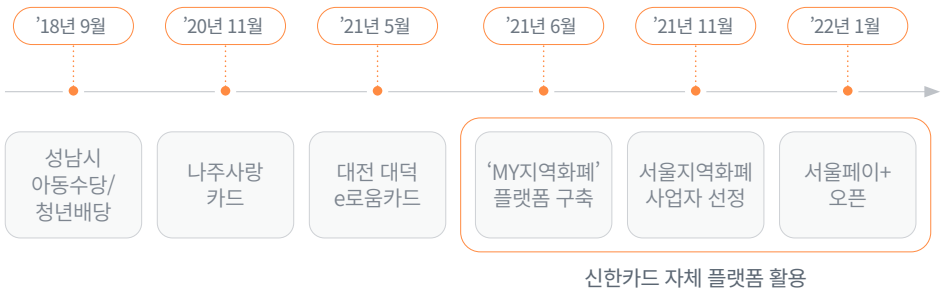 ’18년 9월
’20년 11월
’21년 5월
’21년 6월
’21년 11월
’22년 1월
성남시
아동수당/
청년배당
나주사랑
카드
대전 대덕
e로움카드
‘MY지역화폐’
플랫폼 구축
서울지역화폐
사업자 선정
서울페이+
오픈
신한카드 자체 플랫폼 활용